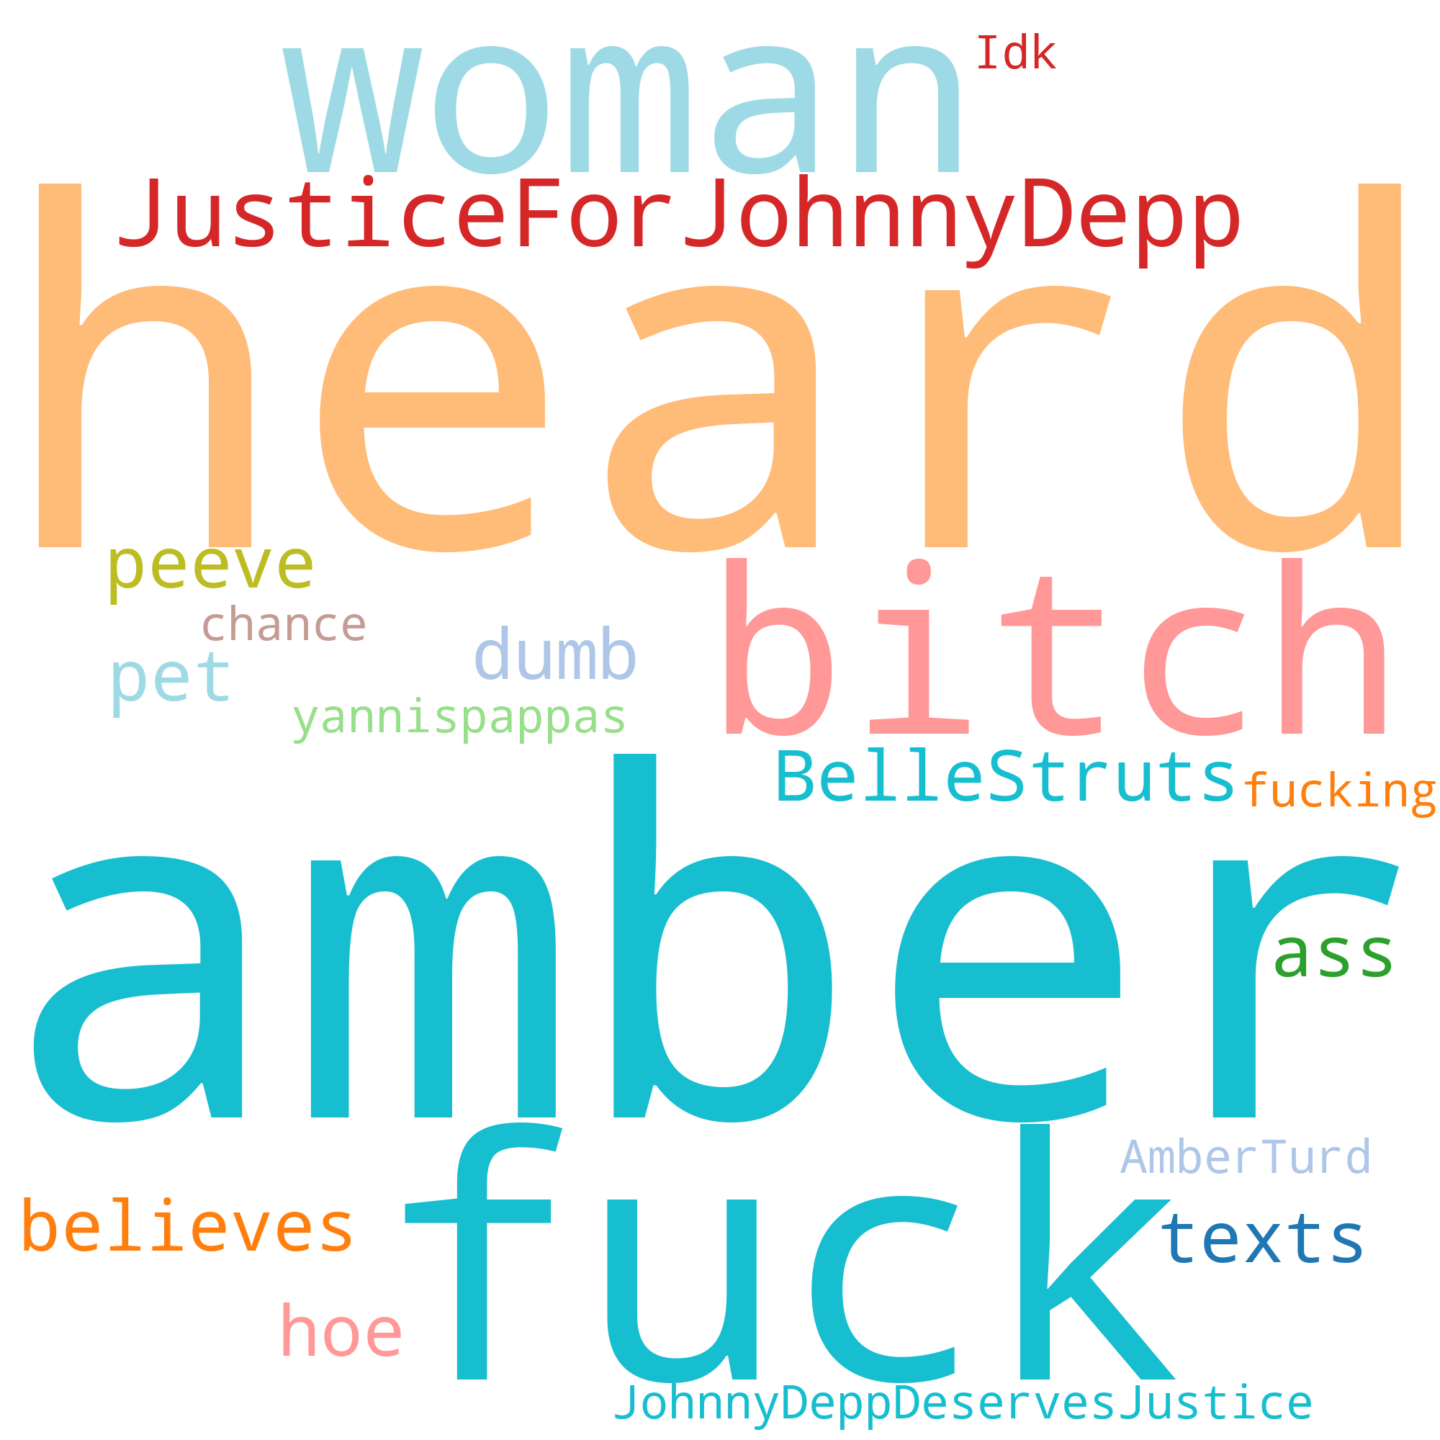 woman
Idk
JusticeForJohnnyDepp
heard
peeve
bitch
chance
dumb
pet
yannispappas
BelleStruts
fucking
amber
ass
fuck
AmberTurd
believes
texts
hoe
JohnnyDeppDeservesJustice